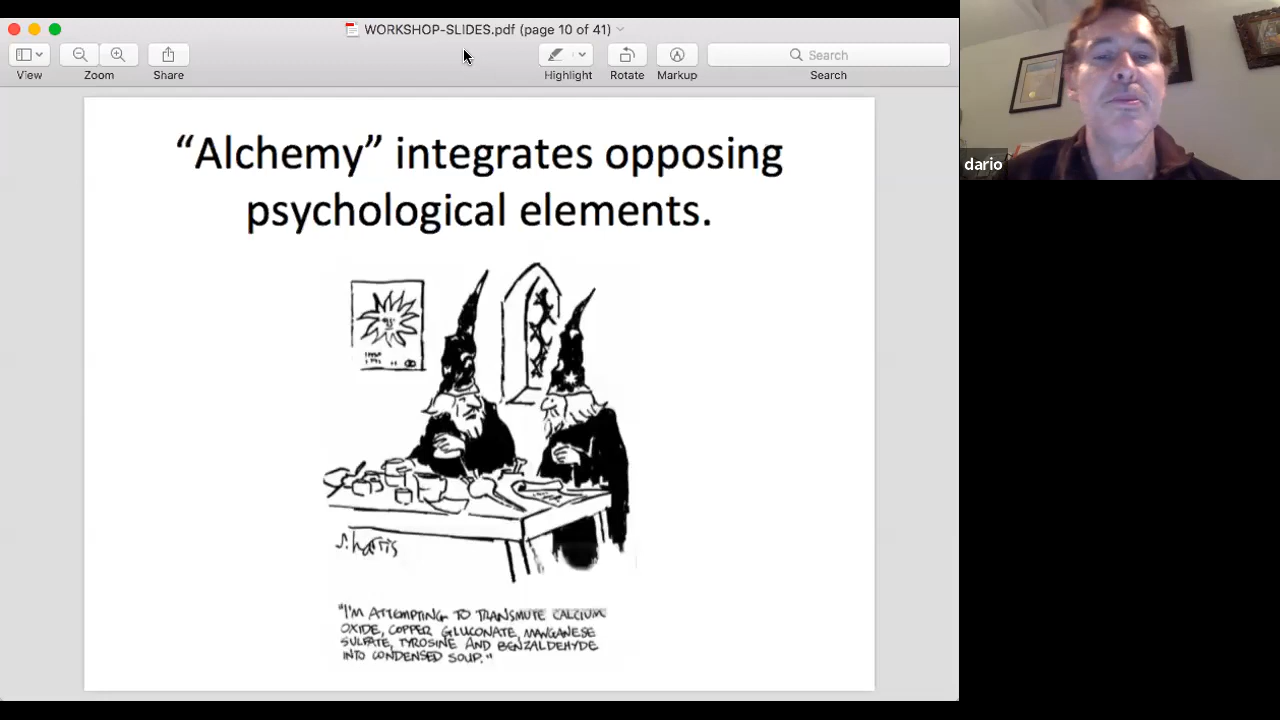 WORKSHOP-SLIDES.pdf (page 10 of 41)
View
Zoom
Share
Highlight
Rotate
Markup
Search
Search
dario
“Alchemy” integrates opposing
psychological elements.
S. Harris
"I'M ATTEMPTING TO TRANSMUTE CALCIUM
OXIDE, COPPER GLUCONATE, MANGANESE
SULFATE, TYROSINE AND BENZALDEHYDE
INTO CONDENSED SOUP."